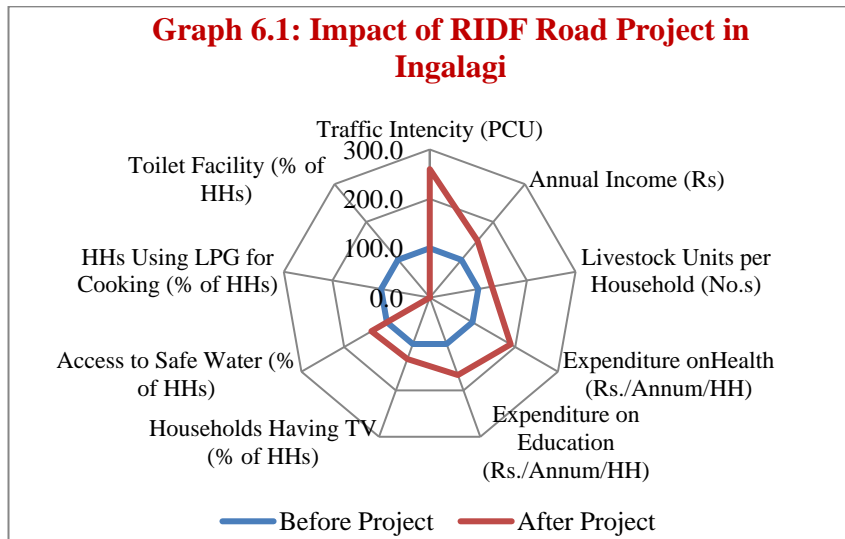 Graph 6.1: Impact of RIDF Road Project in
Ingalagi
Traffic Intencity (PCU)
300.0
200.0
100.0
0.0
Annual Income (Rs)
Livestock Units per
Household (No.s)
Expenditure onHealth
(Rs./Annum/HH)
Expenditure on
Education
(Rs./Annum/HH)
Households Having TV
(% of HHs)
Access to Safe Water (%
of HHs)
HHs Using LPG for
Cooking (% of HHs)
Toilet Facility (% of
HHs)
Before Project
After Project